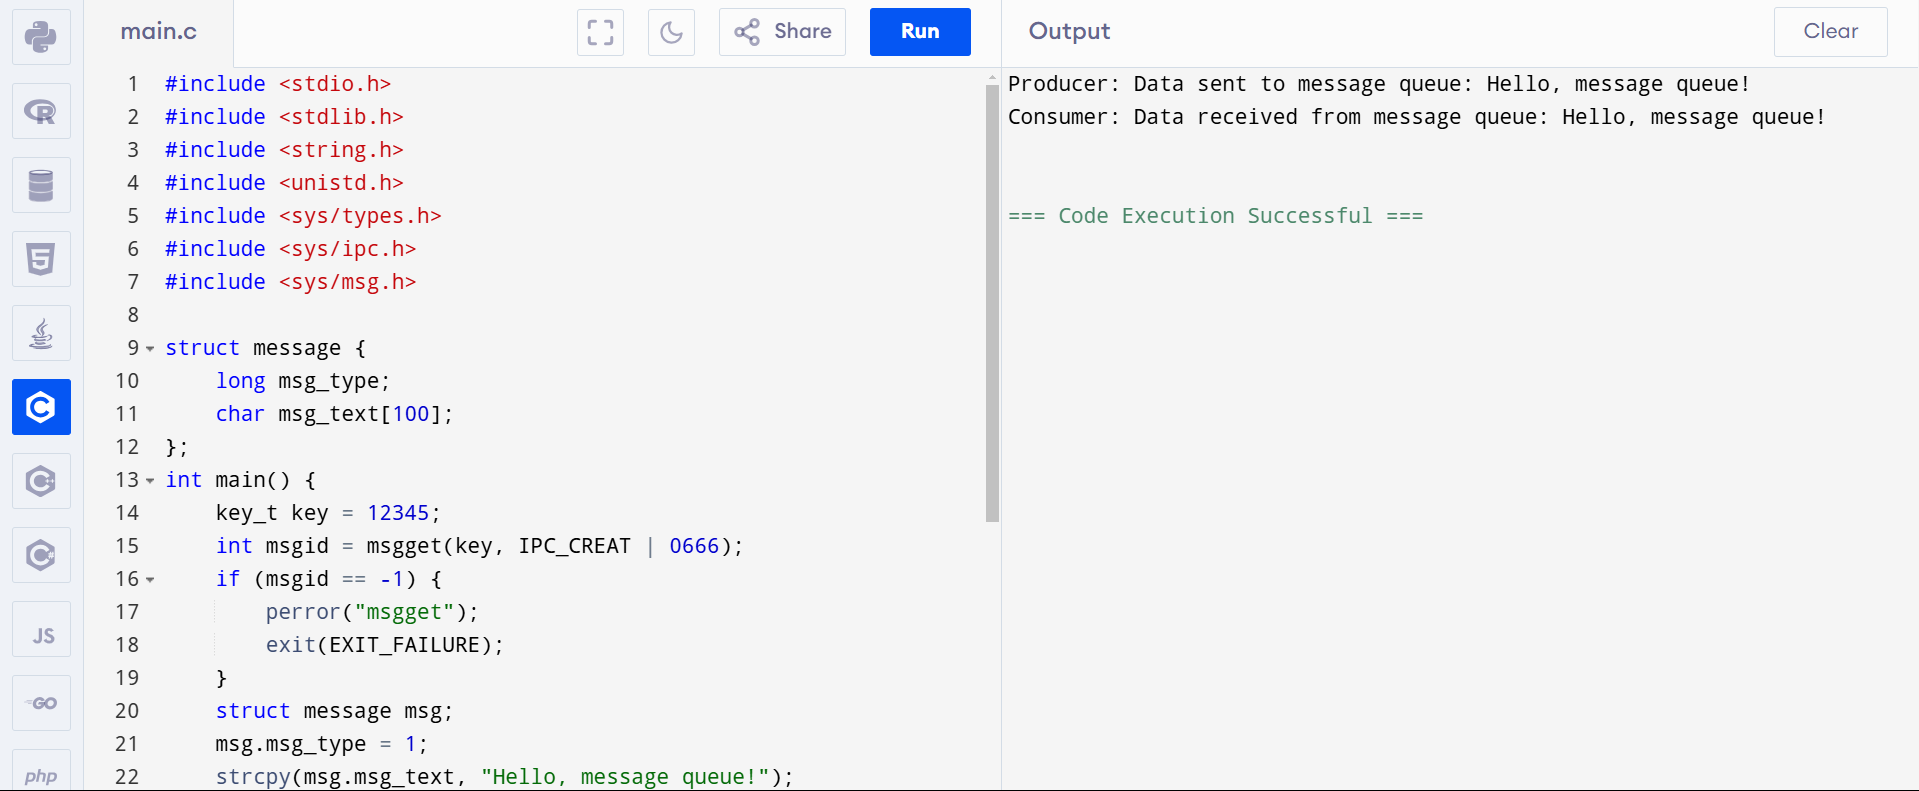 main.c
Share
Run
Output
Clear
1 #include <stdio.h>
2 #include <stdlib.h>
3 #include <string.h>
4 #include <unistd.h>
5 #include <sys/types.h>
6 #include <sys/ipc.h>
7 #include <sys/msg.h>
8
9 struct message {
10     long msg_type;
11     char msg_text[100];
12 };
13 int main() {
14     key_t key = 12345;
15     int msgid = msgget(key, IPC_CREAT | 0666);
16     if (msgid == -1) {
17         perror("msgget");
18         exit(EXIT_FAILURE);
19     }
20     struct message msg;
21     msg.msg_type = 1;
22     strcpy(msg.msg_text, "Hello, message queue!");
Producer: Data sent to message queue: Hello, message queue!
Consumer: Data received from message queue: Hello, message queue!
=== Code Execution Successful ===
R
5
C
C++
C#
JS
GO
php